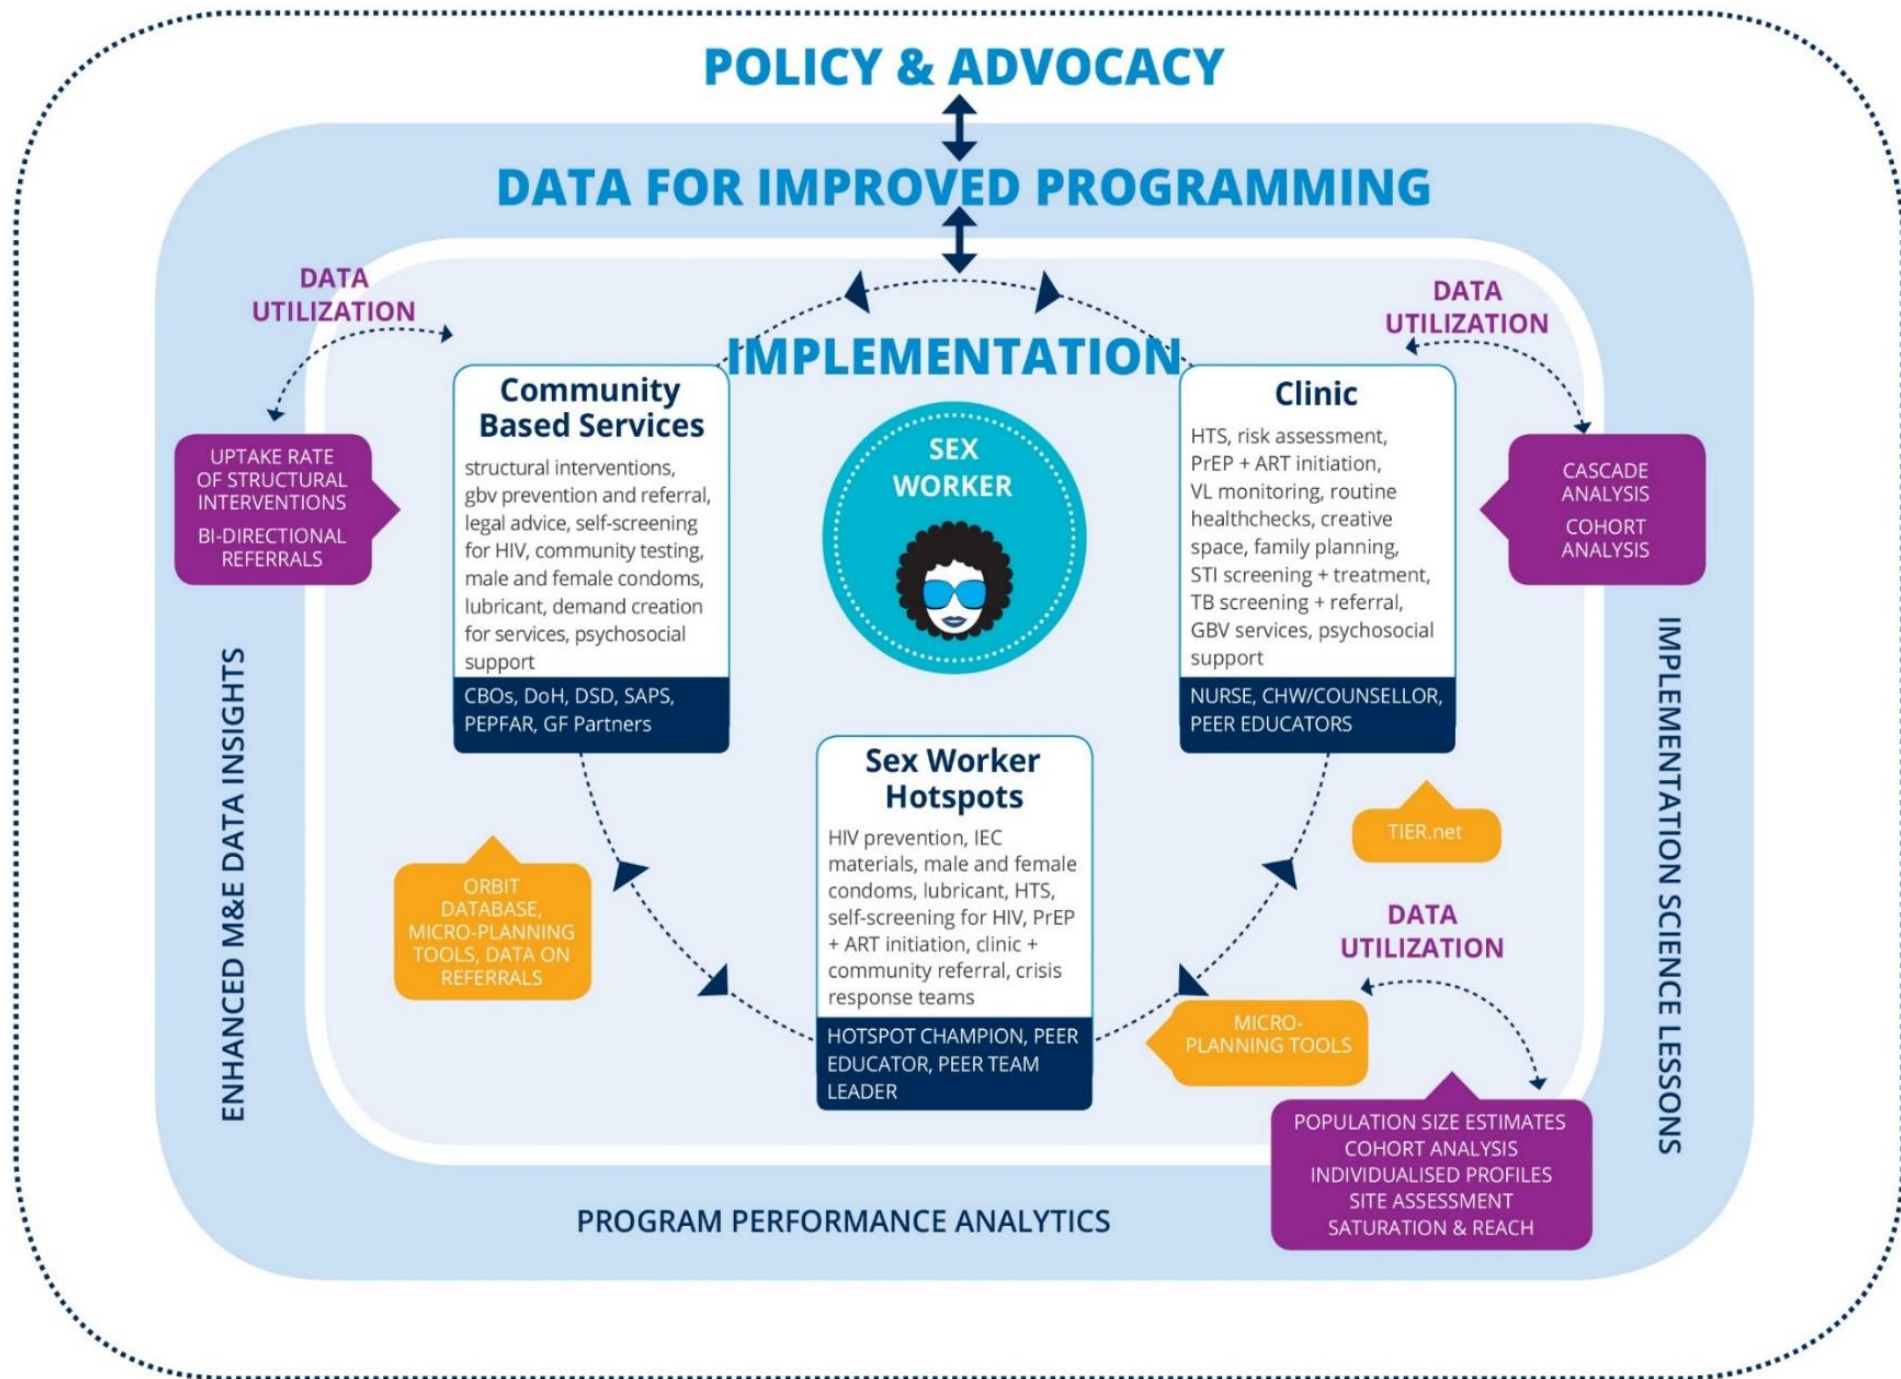 POLICY & ADVOCACY
DATA FOR IMPROVED PROGRAMMING
DATA
UTILIZATION
DATA
UTILIZATION
IMPLEMENTATION
Community
Based Services
structural interventions,
gbv prevention and referral,
legal advice, self-screening
for HIV, community testing,
male and female condoms,
lubricant, demand creation
for services, psychosocial
support
CBOs, DoH, DSD, SAPS,
PEPFAR, GF Partners
SEX
WORKER
Clinic
HTS, risk assessment,
PrEP + ART initiation,
VL monitoring, routine
healthchecks, creative
space, family planning,
STI screening + treatment,
TB screening + referral,
GBV services, psychosocial
support
NURSE, CHW/COUNSELLOR,
PEER EDUCATORS
UPTAKE RATE
OF STRUCTURAL
INTERVENTIONS
BI-DIRECTIONAL
REFERRALS
CASCADE
ANALYSIS
COHORT
ANALYSIS
Sex Worker
Hotspots
HIV prevention, IEC
materials, male and female
condoms, lubricant, HTS,
self-screening for HIV, PrEP
+ ART initiation, clinic +
community referral, crisis
response teams
HOTSPOT CHAMPION, PEER
EDUCATOR, PEER TEAM
LEADER
ORBIT
DATABASE,
MICRO-PLANNING
TOOLS, DATA ON
REFERRALS
TIER.net
DATA
UTILIZATION
MICRO-
PLANNING TOOLS
POPULATION SIZE ESTIMATES
COHORT ANALYSIS
INDIVIDUALISED PROFILES
SITE ASSESSMENT
SATURATION & REACH
ENHANCED M&E DATA INSIGHTS
PROGRAM PERFORMANCE ANALYTICS
IMPLEMENTATION SCIENCE LESSONS